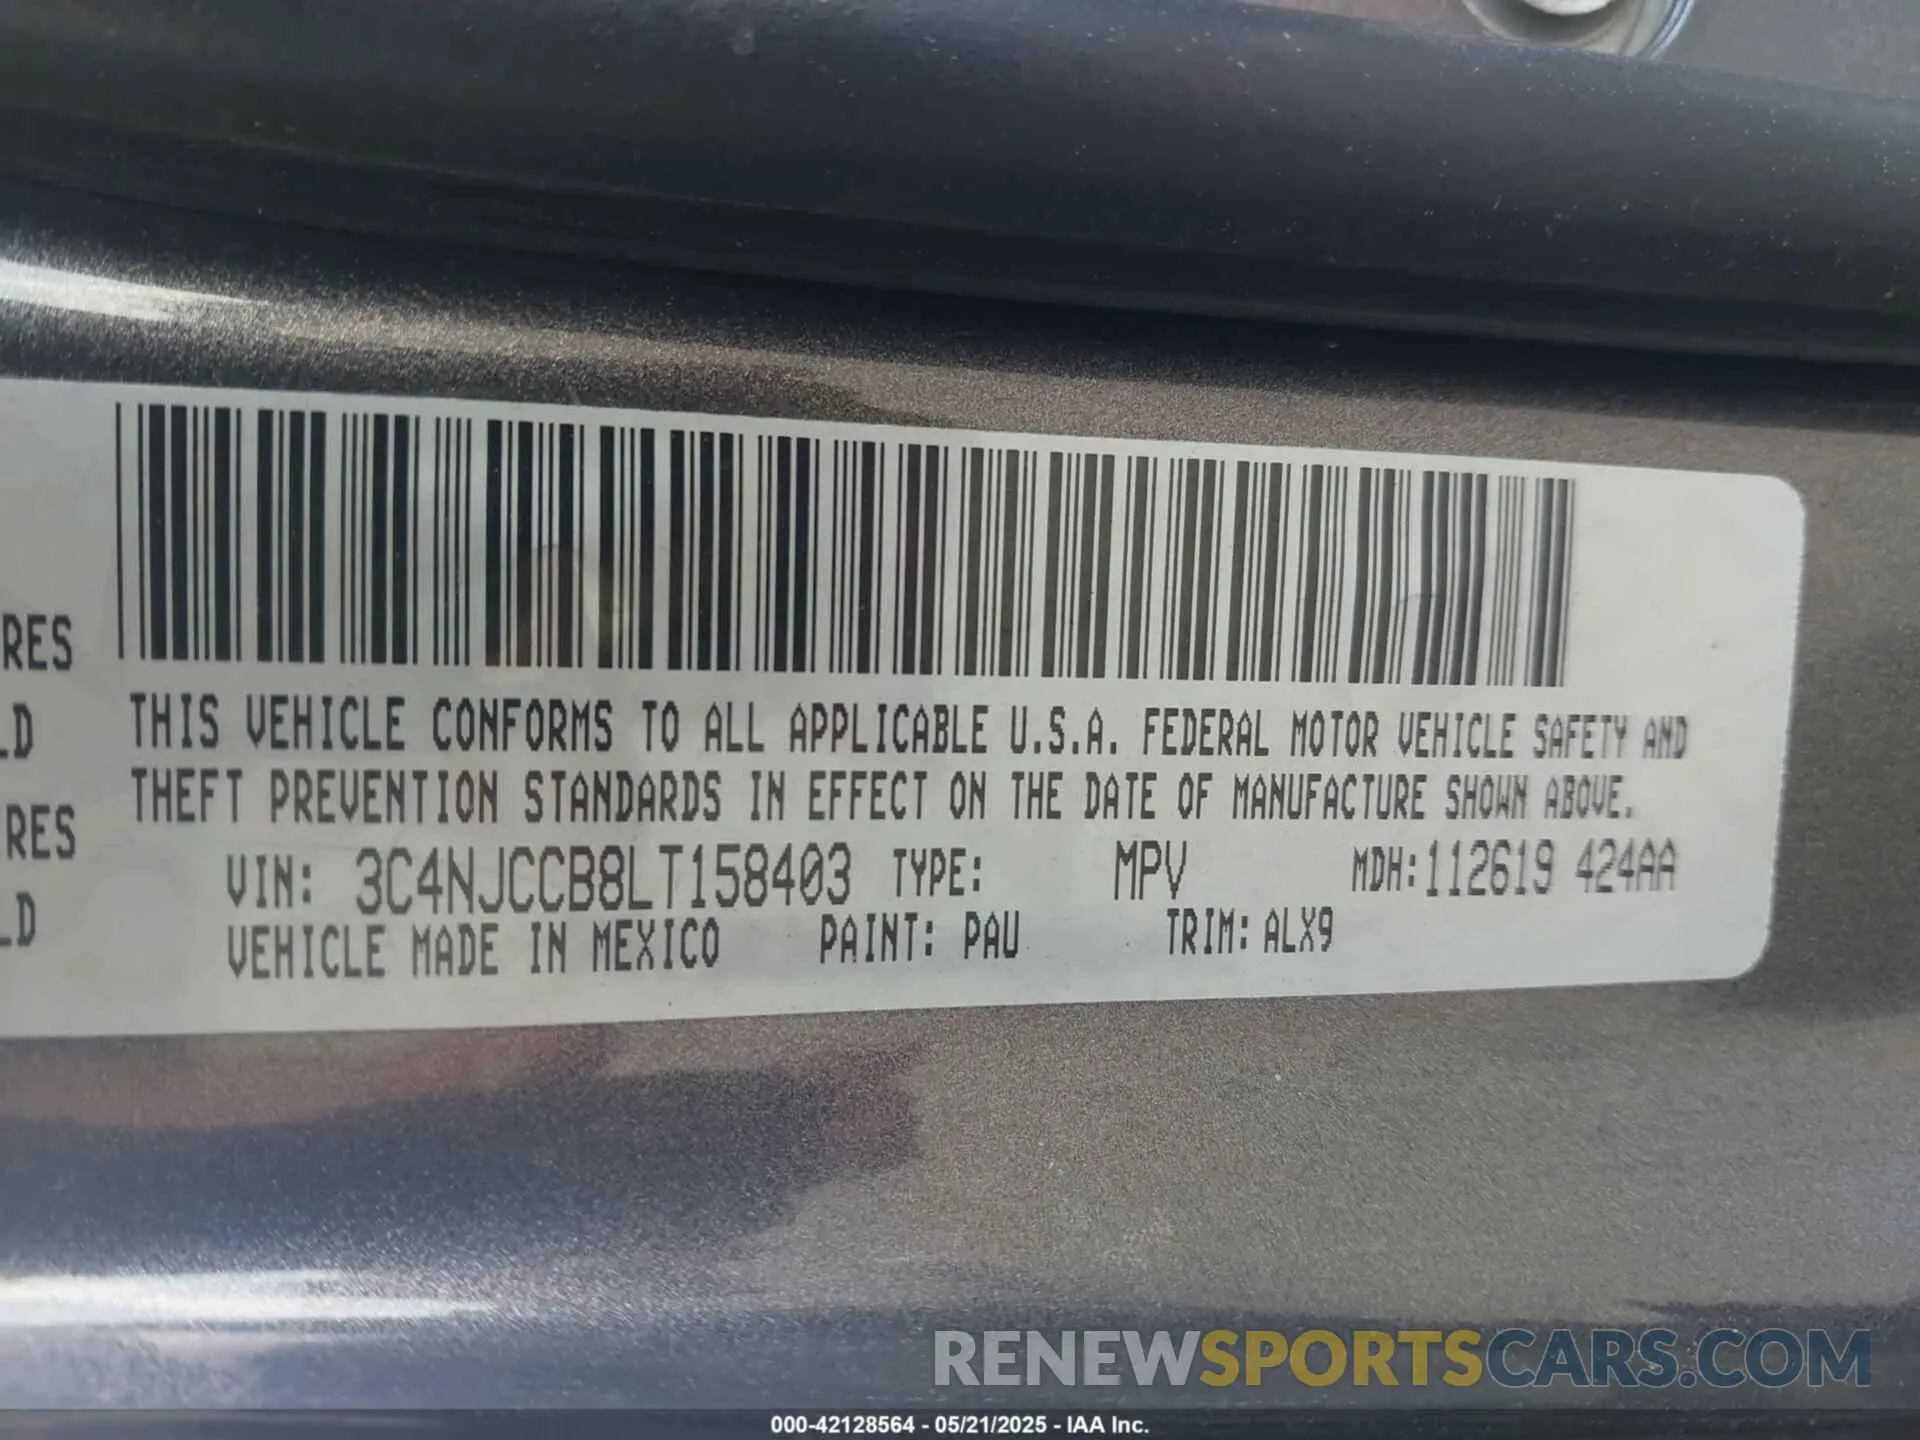 RES
LD
RES
LD
THIS VEHICLE CONFORMS TO ALL APPLICABLE U.S.A. FEDERAL MOTOR VEHICLE SAFETY AND
THEFT PREVENTION STANDARDS IN EFFECT ON THE DATE OF MANUFACTURE SHOWN ABOVE.
VIN: 3C4NJCCB8LT158403 TYPE: MPV MDH: 112619 424AA
VEHICLE MADE IN MEXICO PAINT: PAU TRIM: ALX9
RENEWSPORTSCARS.COM
000-42128564 - 05/21/2025 - IAA Inc.